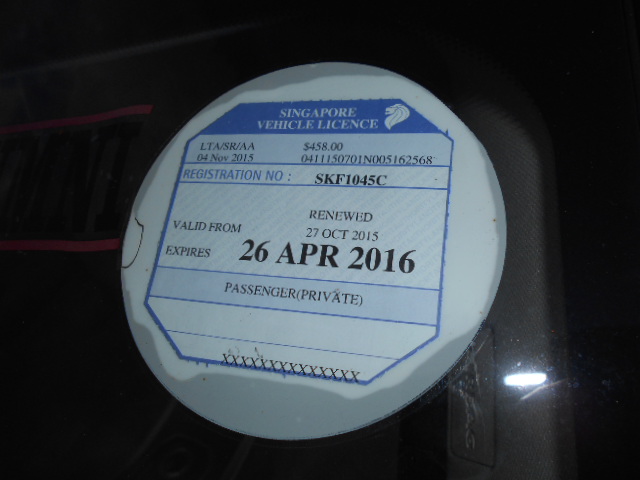 SINGAPORE
VEHICLE LICENCE
LTA/SR/AA $458.00
04 Nov 2015 0411150701N005162568
REGISTRATION NO : SKF1045C
RENEWED
VALID FROM 27 OCT 2015
EXPIRES 26 APR 2016
PASSENGER(PRIVATE)
XXXXXXXXXXXXXX